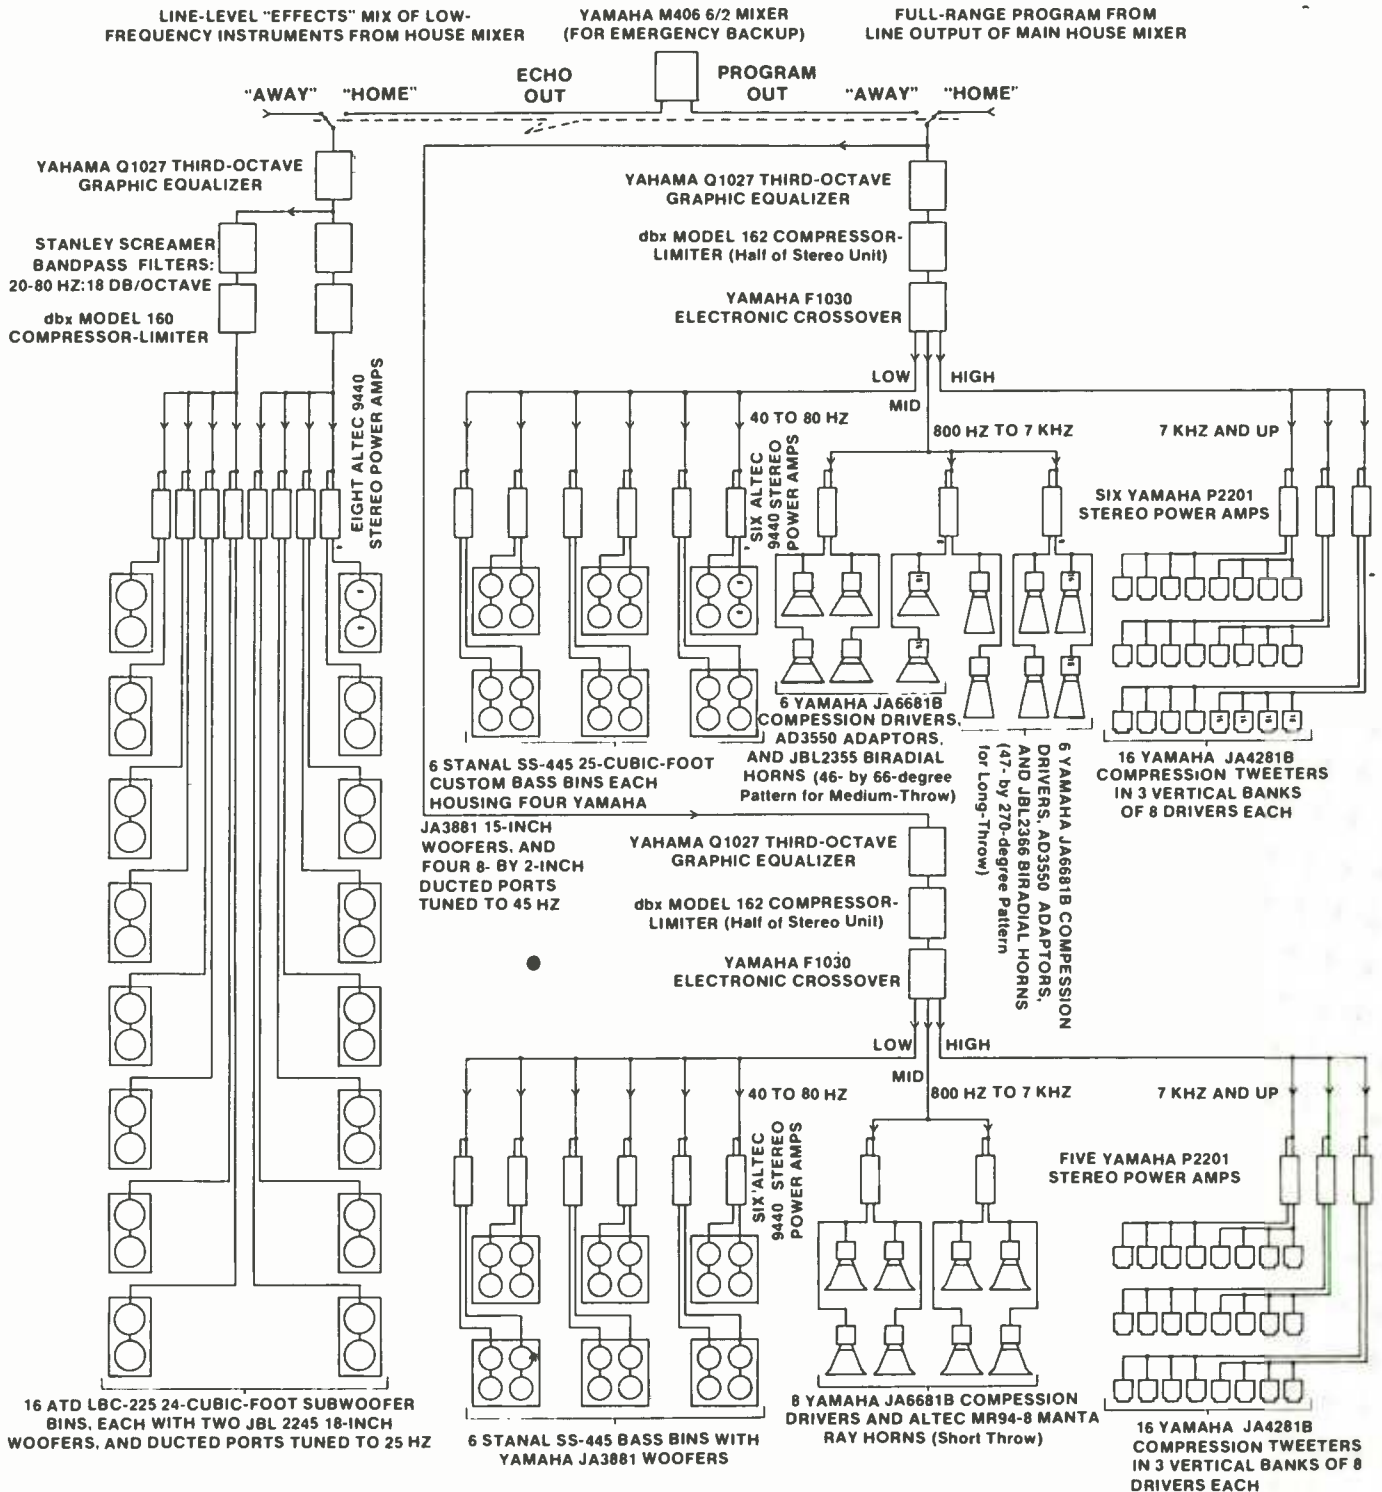 LINE-LEVEL "EFFECTS" MIX OF LOW-
FREQUENCY INSTRUMENTS FROM HOUSE MIXER
YAMAHA M406 6/2 MIXER
(FOR EMERGENCY BACKUP)
FULL-RANGE PROGRAM FROM
LINE OUTPUT OF MAIN HOUSE MIXER
"AWAY" "HOME"
ECHO
OUT
PROGRAM
OUT
"AWAY" "HOME"
YAHAMA Q1027 THIRD-OCTAVE
GRAPHIC EQUALIZER
STANLEY SCREAMER
BANDPASS FILTERS:
20-80 HZ:18 DB/OCTAVE
dbx MODEL 160
COMPRESSOR-LIMITER
EIGHT ALTEC 9440
STEREO POWER AMPS
YAHAMA Q1027 THIRD-OCTAVE
GRAPHIC EQUALIZER
dbx MODEL 162 COMPRESSOR-
LIMITER (Half of Stereo Unit)
YAMAHA F1030
ELECTRONIC CROSSOVER
LOW
HIGH
MID
40 TO 80 HZ
800 HZ TO 7 KHZ
7 KHZ AND UP
SIX ALTEC
9440 STEREO
POWER AMPS
SIX YAMAHA P2201
STEREO POWER AMPS
6 STANAL SS-445 25-CUBIC-FOOT
CUSTOM BASS BINS EACH
HOUSING FOUR YAMAHA
JA3881 15-INCH
WOOFERS, AND
FOUR 8- BY 2-INCH
DUCTED PORTS
TUNED TO 45 HZ
6 YAMAHA JA6681B
COMPESSION DRIVERS,
AD3550 ADAPTORS,
AND JBL2355 BIRADIAL
HORNS (46- by 66-degree
Pattern for Medium-Throw)
6 YAMAHA JA6681B COMPESSION
DRIVERS, AD3550 ADAPTORS,
AND JBL2366 BIRADIAL HORNS
(47- by 270-degree Pattern
for Long-Throw)
16 YAMAHA JA4281B
COMPRESSION TWEETERS
IN 3 VERTICAL BANKS
OF 8 DRIVERS EACH
YAHAMA Q1027 THIRD-OCTAVE
GRAPHIC EQUALIZER
dbx MODEL 162 COMPRESSOR-
LIMITER (Half of Stereo Unit)
YAMAHA F1030
ELECTRONIC CROSSOVER
LOW
HIGH
MID
40 TO 80 HZ
800 HZ TO 7 KHZ
7 KHZ AND UP
SIX ALTEC
9440 STEREO
POWER AMPS
FIVE YAMAHA P2201
STEREO POWER AMPS
16 ATD LBC-225 24-CUBIC-FOOT SUBWOOFER
BINS, EACH WITH TWO JBL 2245 18-INCH
WOOFERS, AND DUCTED PORTS TUNED TO 25 HZ
6 STANAL SS-445 BASS BINS WITH
YAMAHA JA3881 WOOFERS
8 YAMAHA JA6681B COMPESSION
DRIVERS AND ALTEC MR94-8 MANTA
RAY HORNS (Short Throw)
16 YAMAHA JA4281B
COMPRESSION TWEETERS
IN 3 VERTICAL BANKS OF 8
DRIVERS EACH